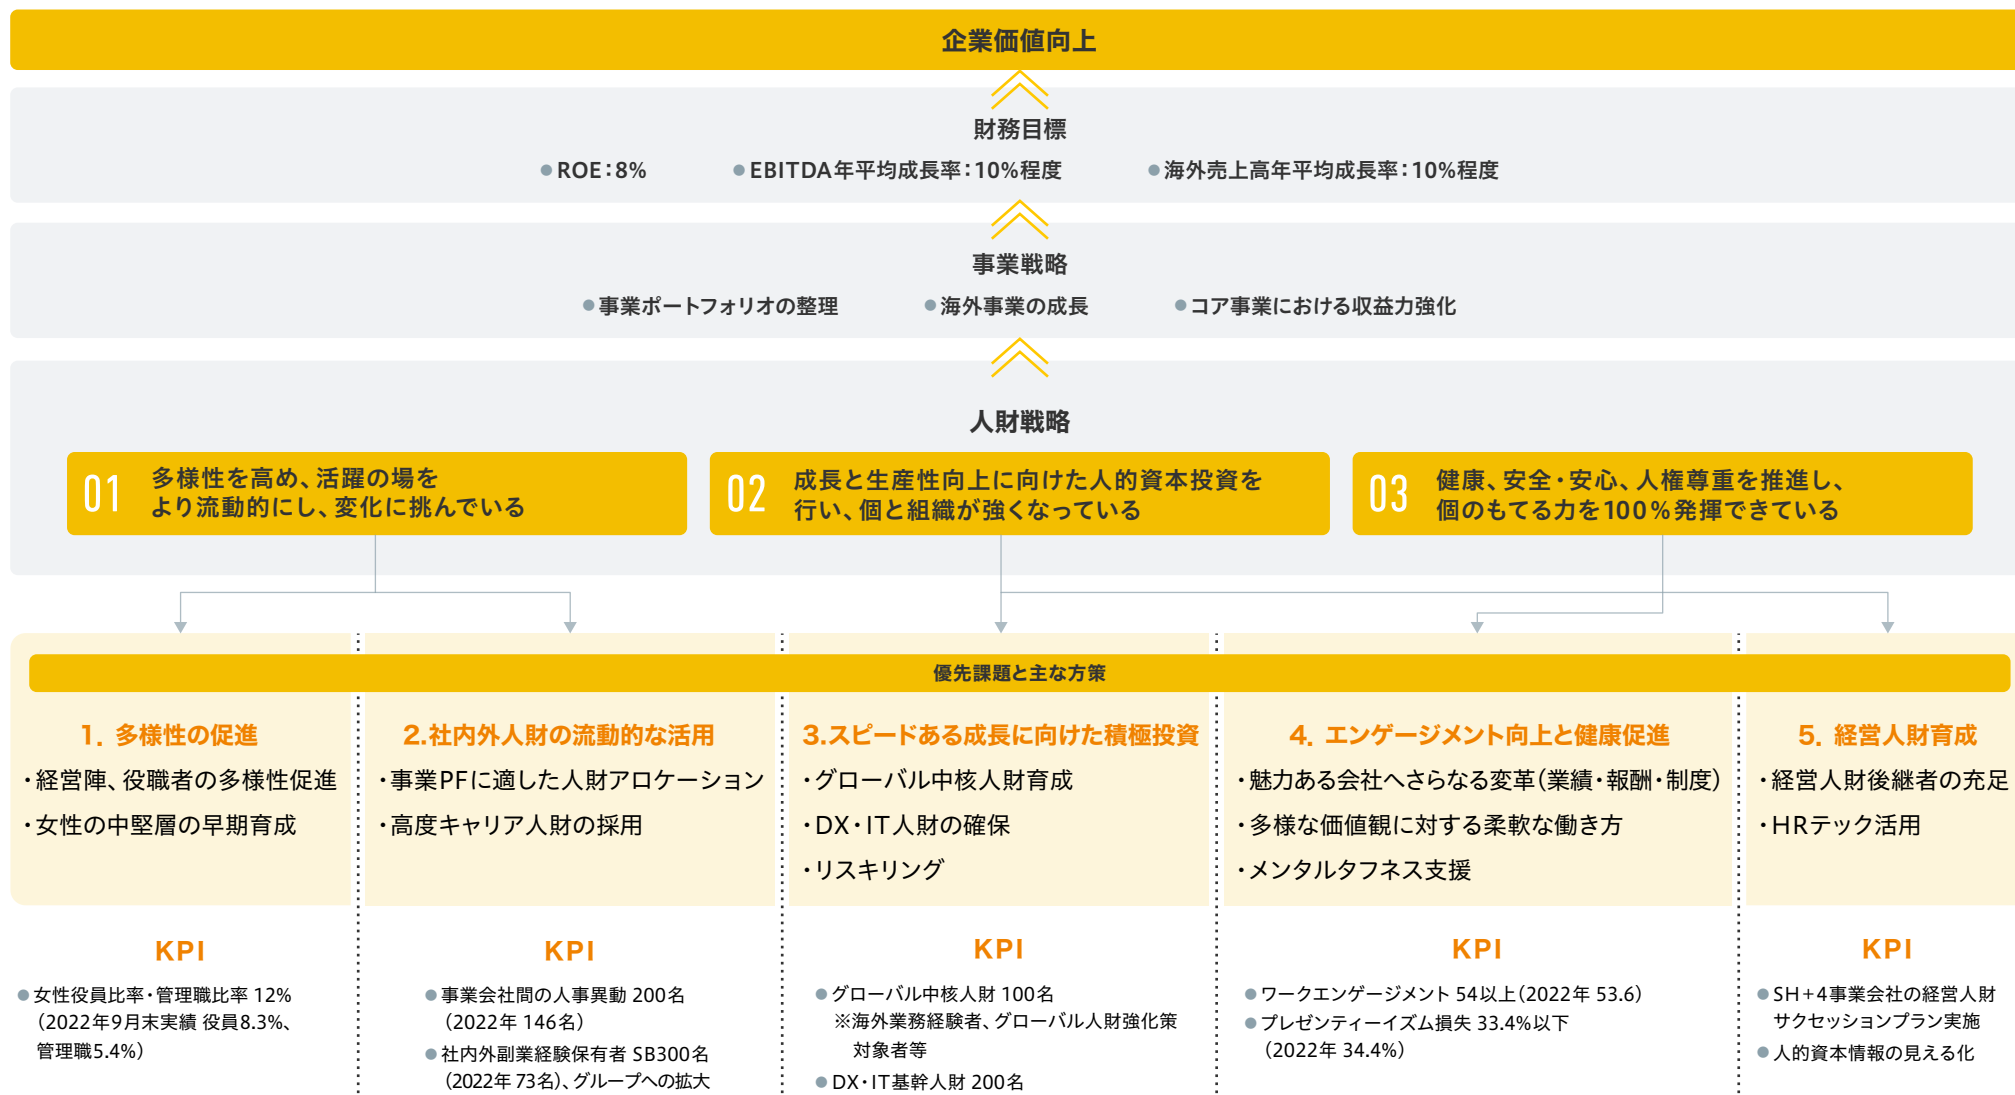 企業価値向上
財務目標
●ROE：8%
●EBITDA年平均成長率：10%程度
●海外売上高年平均成長率：10%程度
事業戦略
●事業ポートフォリオの整理
●海外事業の成長
●コア事業における収益力強化
人財戦略
01
多様性を高め、活躍の場を
より流動的にし、変化に挑んでいる
02
成長と生産性向上に向けた人的資本投資を
行い、個と組織が強くなっている
03
健康、安全・安心、人権尊重を推進し、
個のもてる力を100％発揮できている
優先課題と主な方策
1. 多様性の促進
・経営陣、役職者の多様性促進
・女性の中堅層の早期育成
KPI
●女性役員比率・管理職比率 12%
（2022年9月末実績 役員8.3%、
管理職5.4%）
2.社内外人財の流動的な活用
・事業PFに適した人財アロケーション
・高度キャリア人財の採用
KPI
●事業会社間の人事異動 200名
（2022年 146名）
●社内外副業経験保有者 SB300名
（2022年 73名）、グループへの拡大
3.スピードある成長に向けた積極投資
・グローバル中核人財育成
・DX・IT人財の確保
・リスキリング
KPI
●グローバル中核人財 100名
※海外業務経験者、グローバル人財強化策
対象者等
●DX・IT基幹人財 200名
4. エンゲージメント向上と健康促進
・魅力ある会社へさらなる変革（業績・報酬・制度）
・多様な価値観に対する柔軟な働き方
・メンタルタフネス支援
KPI
●ワークエンゲージメント 54以上（2022年 53.6）
●プレゼンティーイズム損失 33.4%以下
（2022年 34.4%）
5. 経営人財育成
・経営人財後継者の充足
・HRテック活用
KPI
●SH+4事業会社の経営人財
サクセッションプラン実施
●人的資本情報の見える化